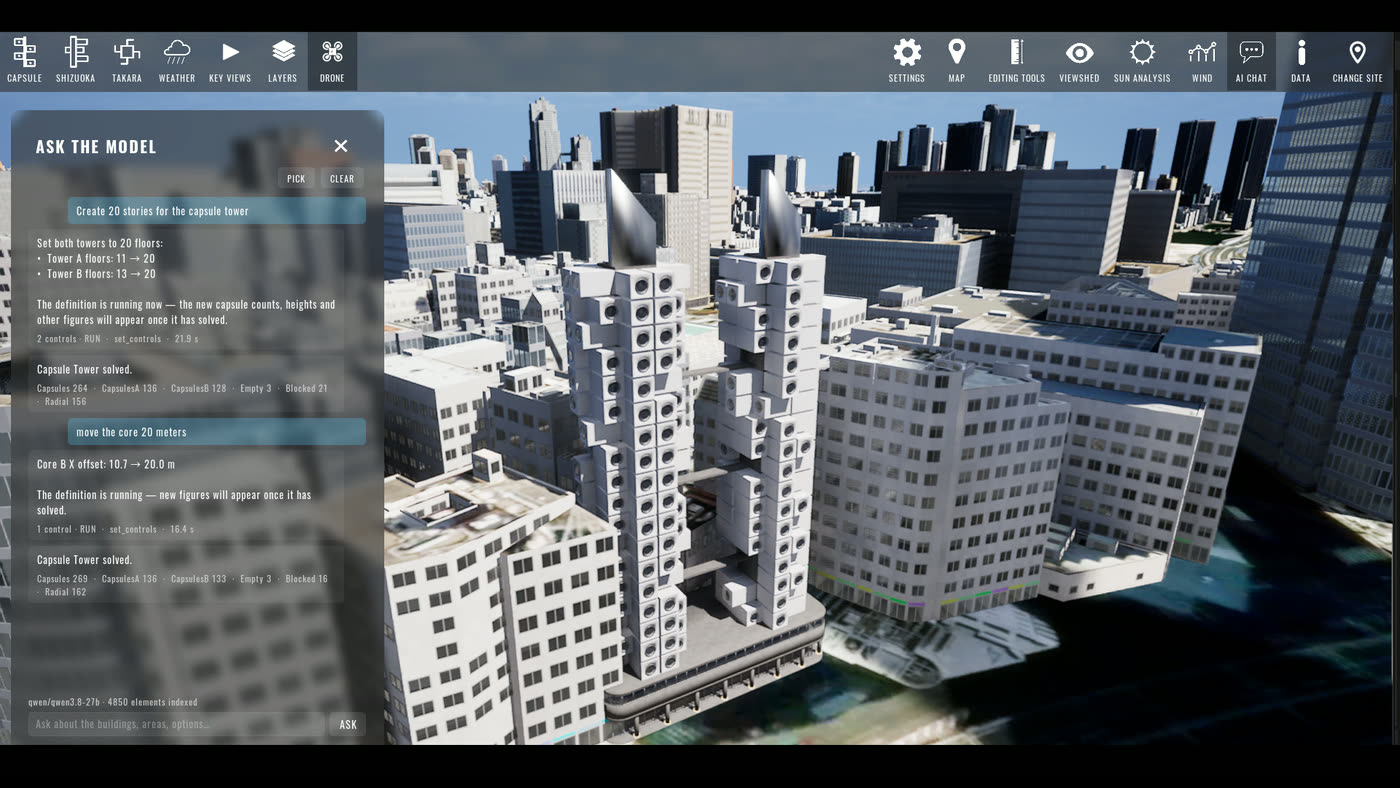 CAPSULE
SHIZUOKA
TAKARA
WEATHER
KEY VIEWS
LAYERS
DRONE
SETTINGS
MAP
EDITING TOOLS
VIEWSHED
SUN ANALYSIS
WIND
AI CHAT
DATA
CHANGE SITE
ASK THE MODEL
PICK
CLEAR
Create 20 stories for the capsule tower
Set both towers to 20 floors:
• Tower A floors: 11 → 20
• Tower B floors: 13 → 20
The definition is running now — the new capsule counts, heights and
other figures will appear once it has solved.
2 controls · RUN · set_controls · 21.9 s
Capsule Tower solved.
Capsules 264 · CapsulesA 136 · CapsulesB 128 · Empty 3 · Blocked 21
· Radial 156
move the core 20 meters
Core B X offset: 10.7 → 20.0 m
The definition is running — new figures will appear once it has
solved.
1 control · RUN · set_controls · 16.4 s
Capsule Tower solved.
Capsules 269 · CapsulesA 136 · CapsulesB 133 · Empty 3 · Blocked 16
· Radial 162
qwen/qwen3.8-27b · 4850 elements indexed
Ask about the buildings, areas, options...
ASK